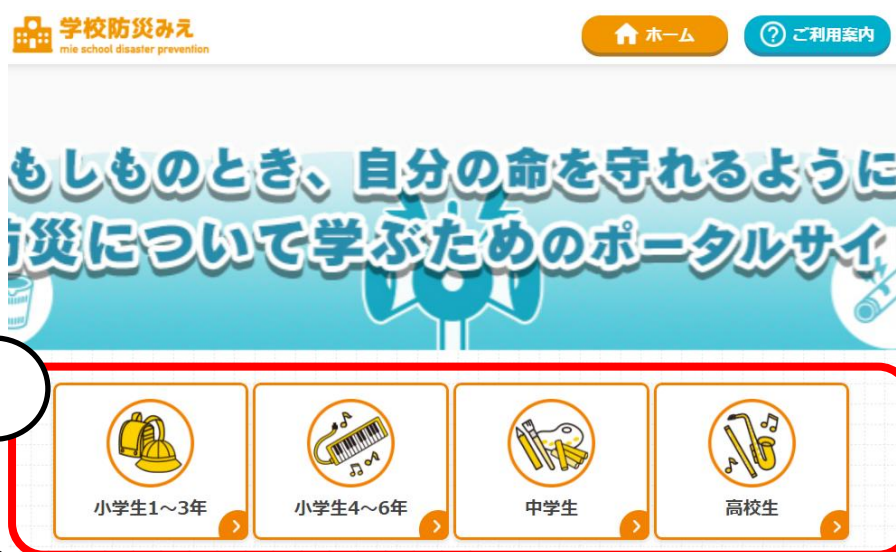 学校防災みえ
mie school disaster prevention
ホーム
ご利用案内
もしものとき、自分の命を守れるように
災について学ぶためのポータルサイ
小学生1～3年
小学生4～6年
中学生
高校生